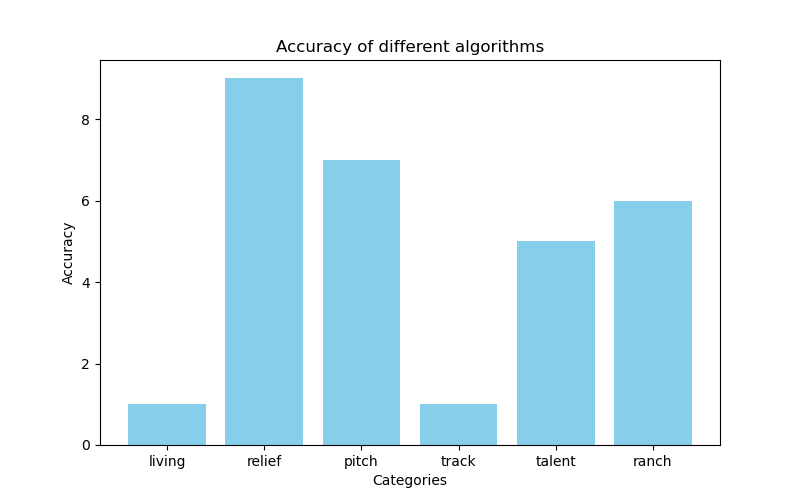 Accuracy of different algorithms
8
6
4
2
0
Accuracy
living relief pitch track talent ranch
Categories